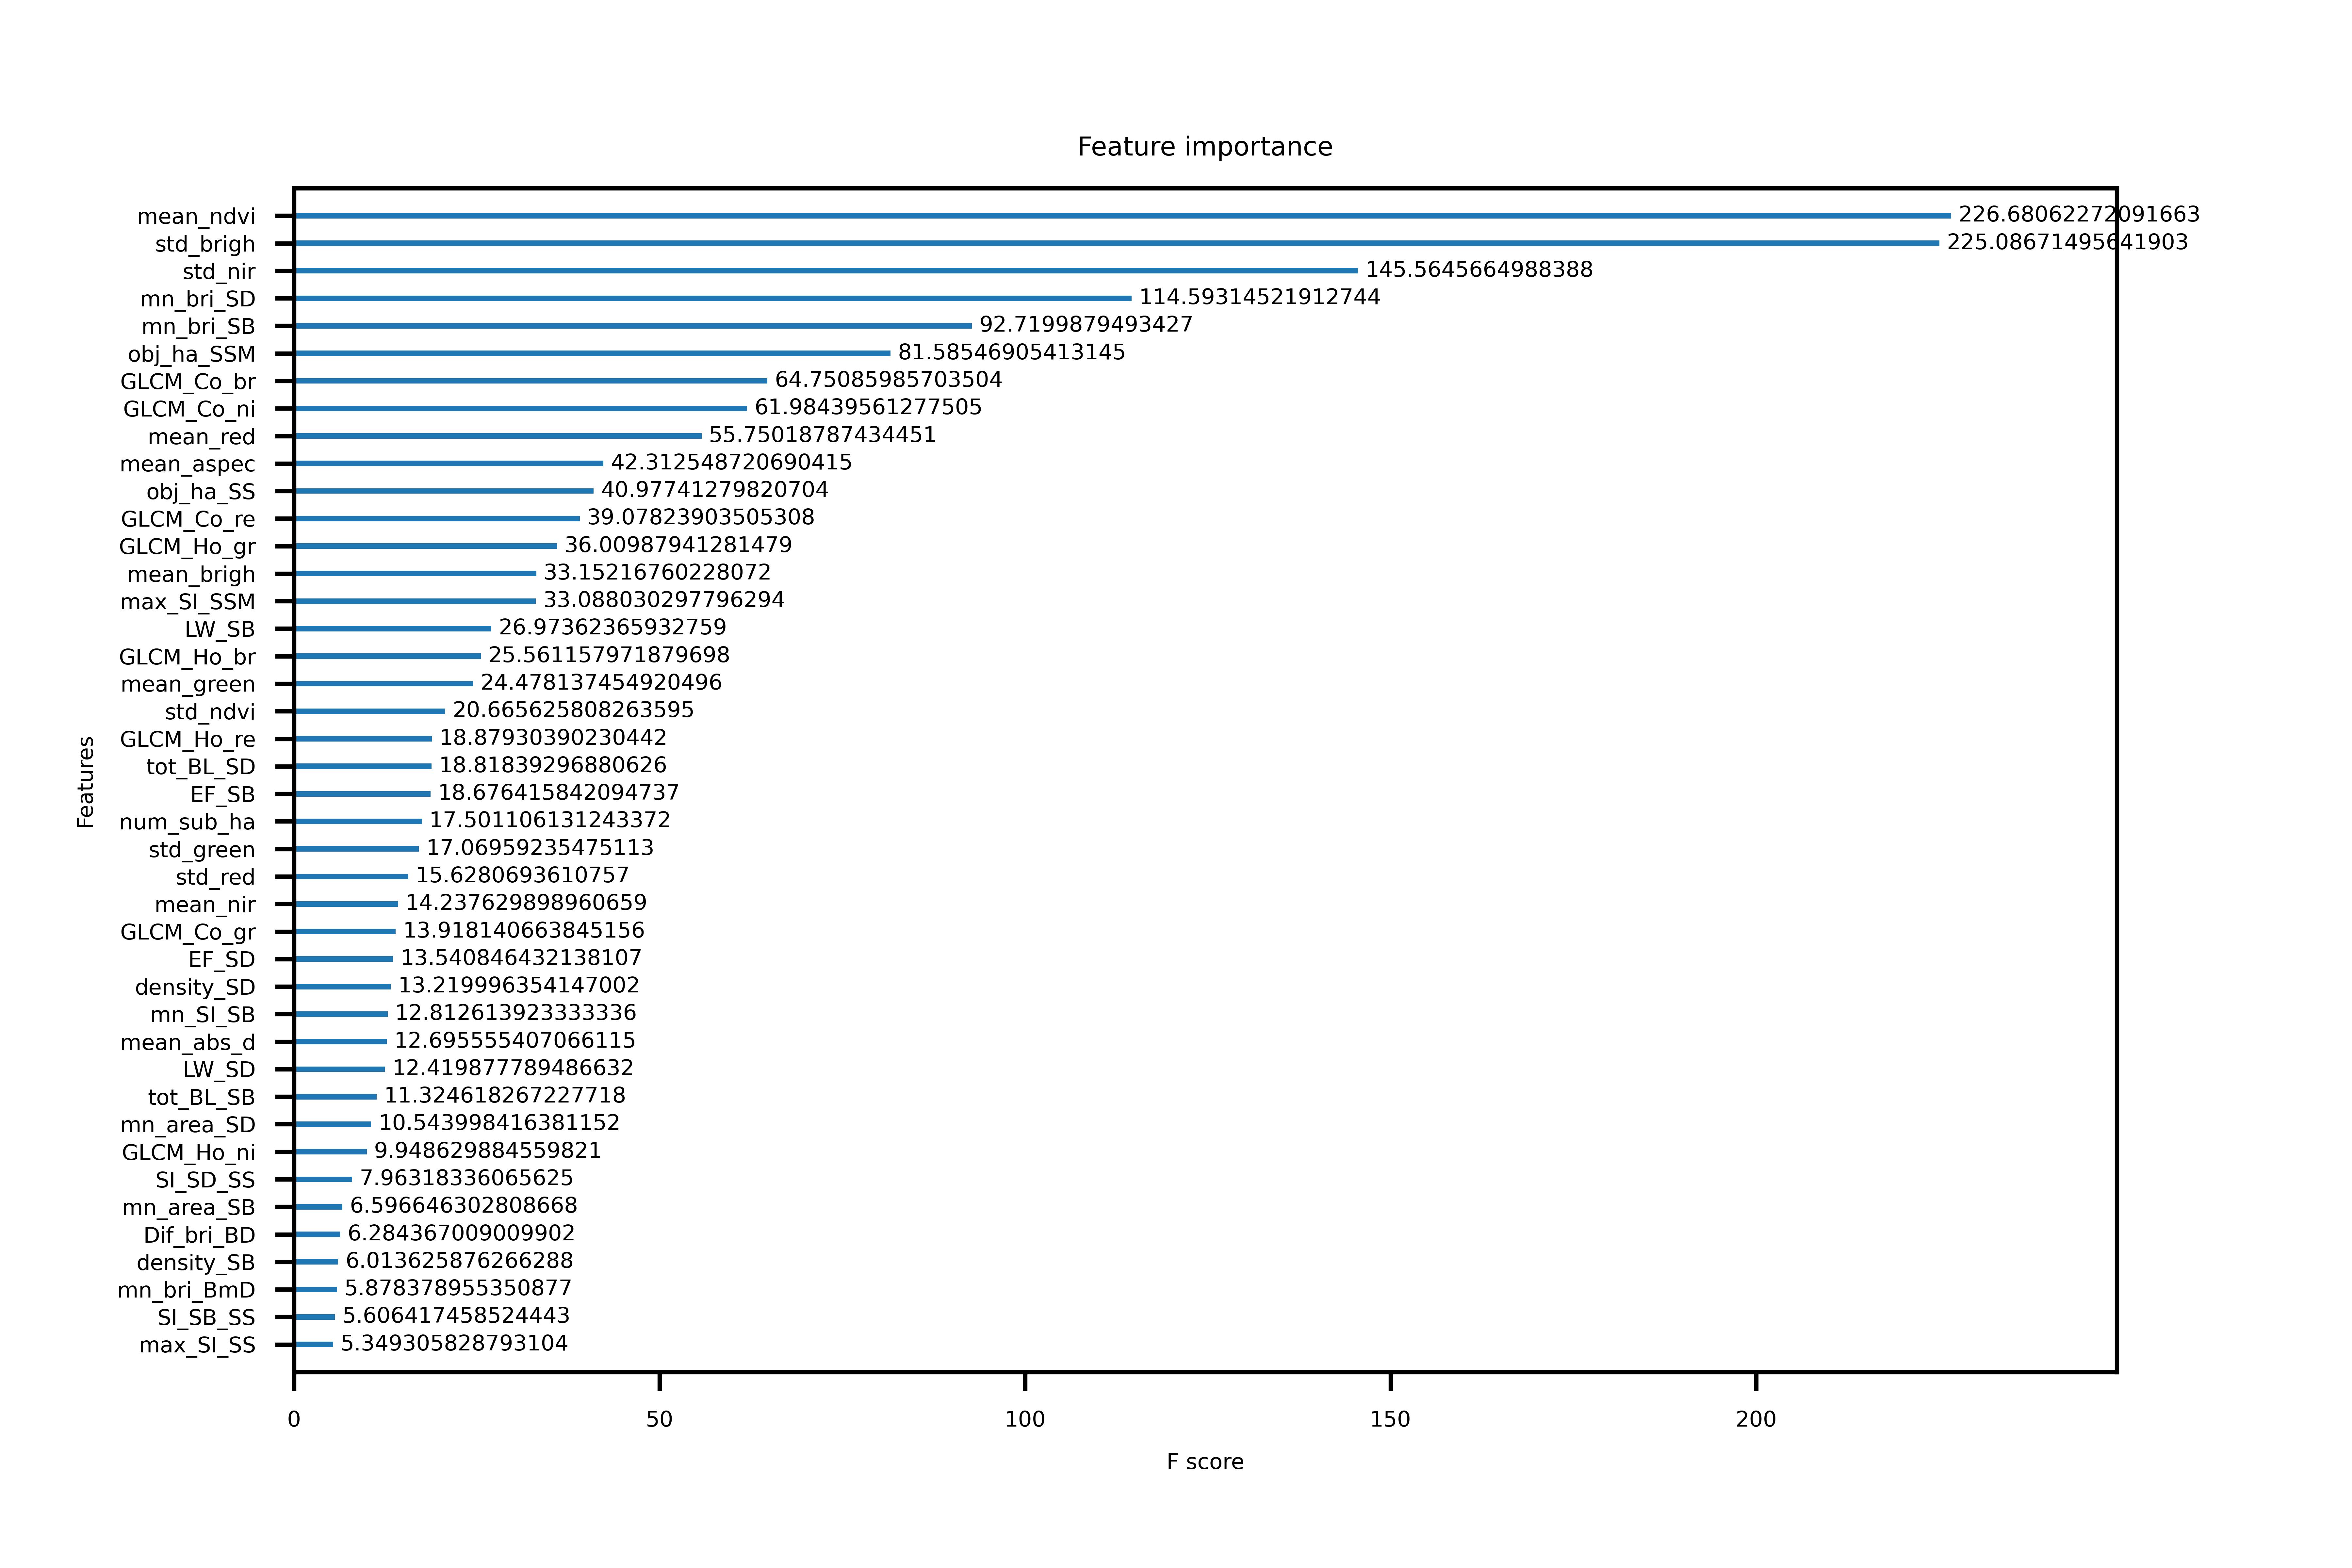 Feature importance
mean_ndvi 226.68062272091663
std_brigh 225.08671495641903
std_nir 145.5645664988388
mn_bri_SD 114.59314521912744
mn_bri_SB 92.7199879493427
obj_ha_SSM 81.58546905413145
GLCM_Co_br 64.75085985703504
GLCM_Co_ni 61.98439561277505
mean_red 55.75018787434451
mean_aspec 42.312548720690415
obj_ha_SS 40.97741279820704
GLCM_Co_re 39.07823903505308
GLCM_Ho_gr 36.00987941281479
mean_brigh 33.15216760228072
max_SI_SSM 33.088030297796294
LW_SB 26.97362365932759
GLCM_Ho_br 25.561157971879698
mean_green 24.478137454920496
std_ndvi 20.665625808263595
GLCM_Ho_re 18.87930390230442
tot_BL_SD 18.81839296880626
EF_SB 18.676415842094737
num_sub_ha 17.501106131243372
std_green 17.06959235475113
std_red 15.6280693610757
mean_nir 14.237629898960659
GLCM_Co_gr 13.918140663845156
EF_SD 13.540846432138107
density_SD 13.219996354147002
mn_SI_SB 12.812613923333336
mean_abs_d 12.695555407066115
LW_SD 12.419877789486632
tot_BL_SB 11.324618267227718
mn_area_SD 10.543998416381152
GLCM_Ho_ni 9.948629884559821
SI_SD_SS 7.96318336065625
mn_area_SB 6.596646302808668
Dif_bri_BD 6.284367009009902
density_SB 6.013625876266288
mn_bri_BmD 5.878378955350877
SI_SB_SS 5.606417458524443
max_SI_SS 5.349305828793104
Features
0 50 100 150 200
F score